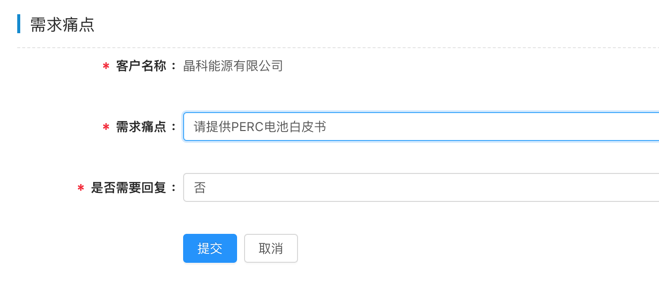 需求痛点
* 客户名称： 晶科能源有限公司
* 需求痛点： 请提供PERC电池白皮书
* 是否需要回复： 否
提交 取消